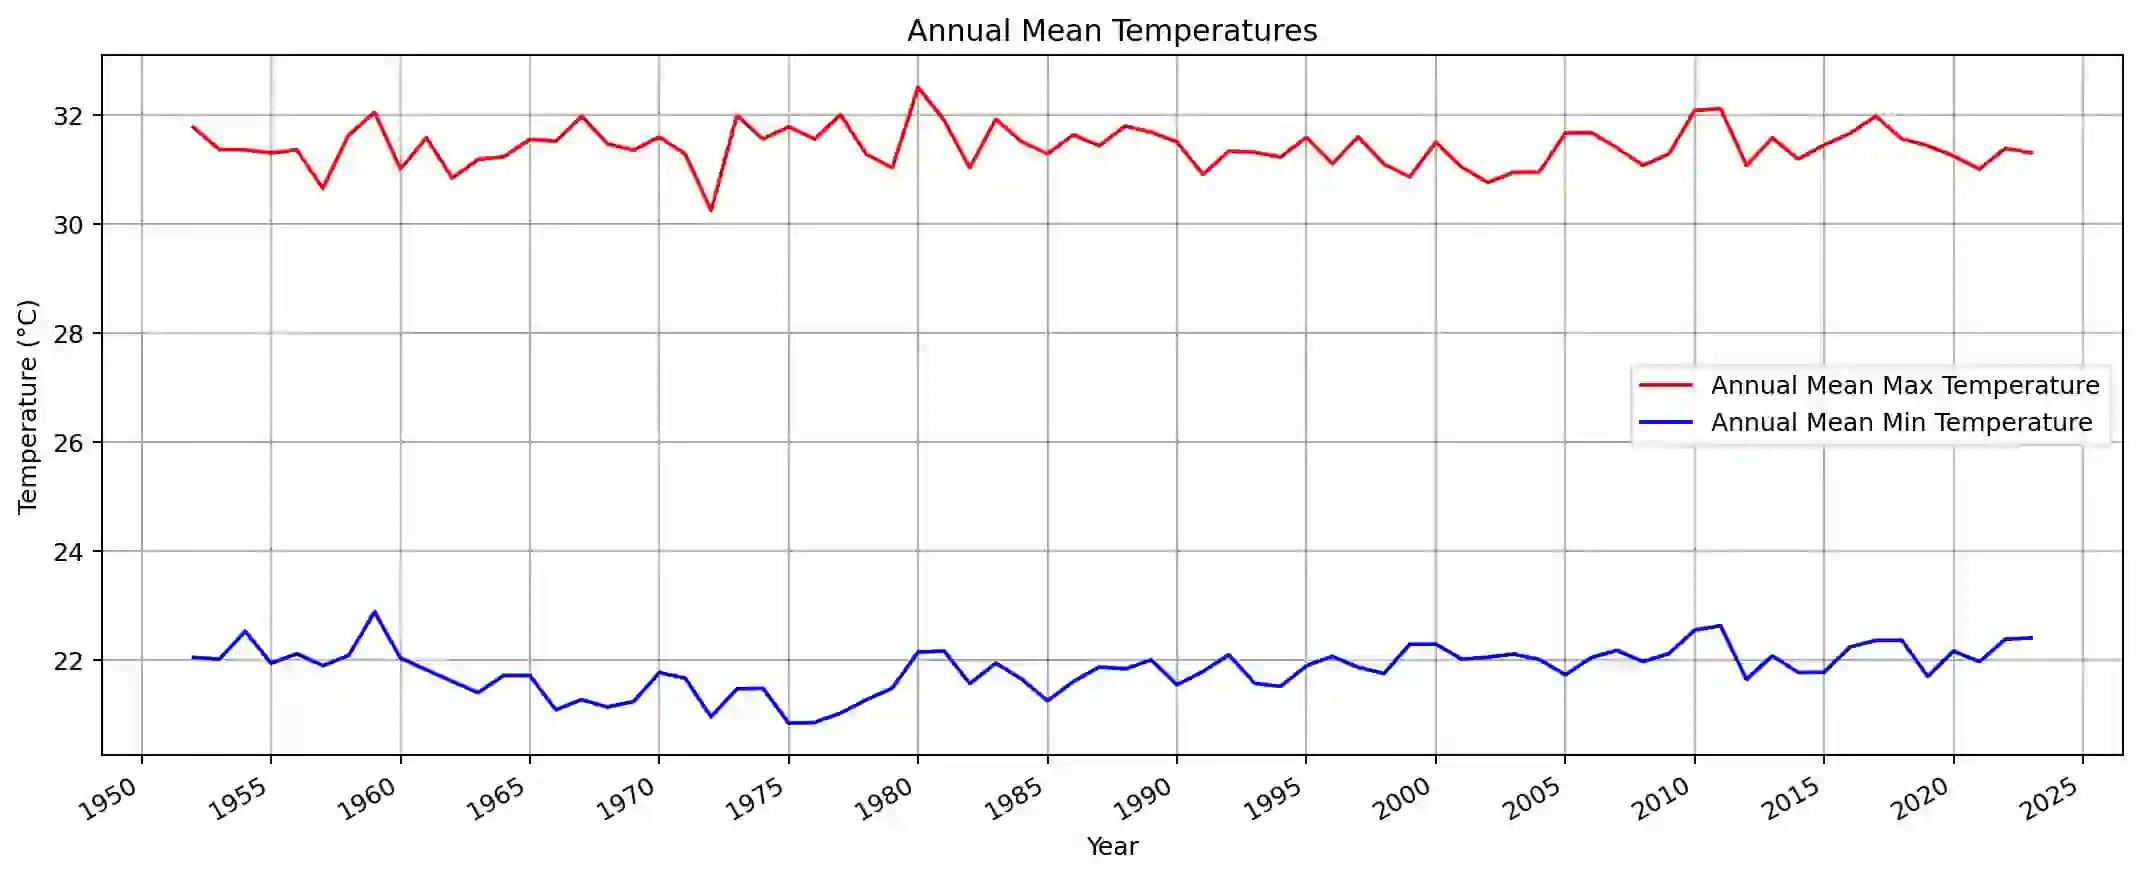 Annual Mean Temperatures
32
30
28
26
24
22
Temperature (°C)
Annual Mean Max Temperature
Annual Mean Min Temperature
1950 1955 1960 1965 1970 1975 1980 1985 1990 1995 2000 2005 2010 2015 2020 2025
Year